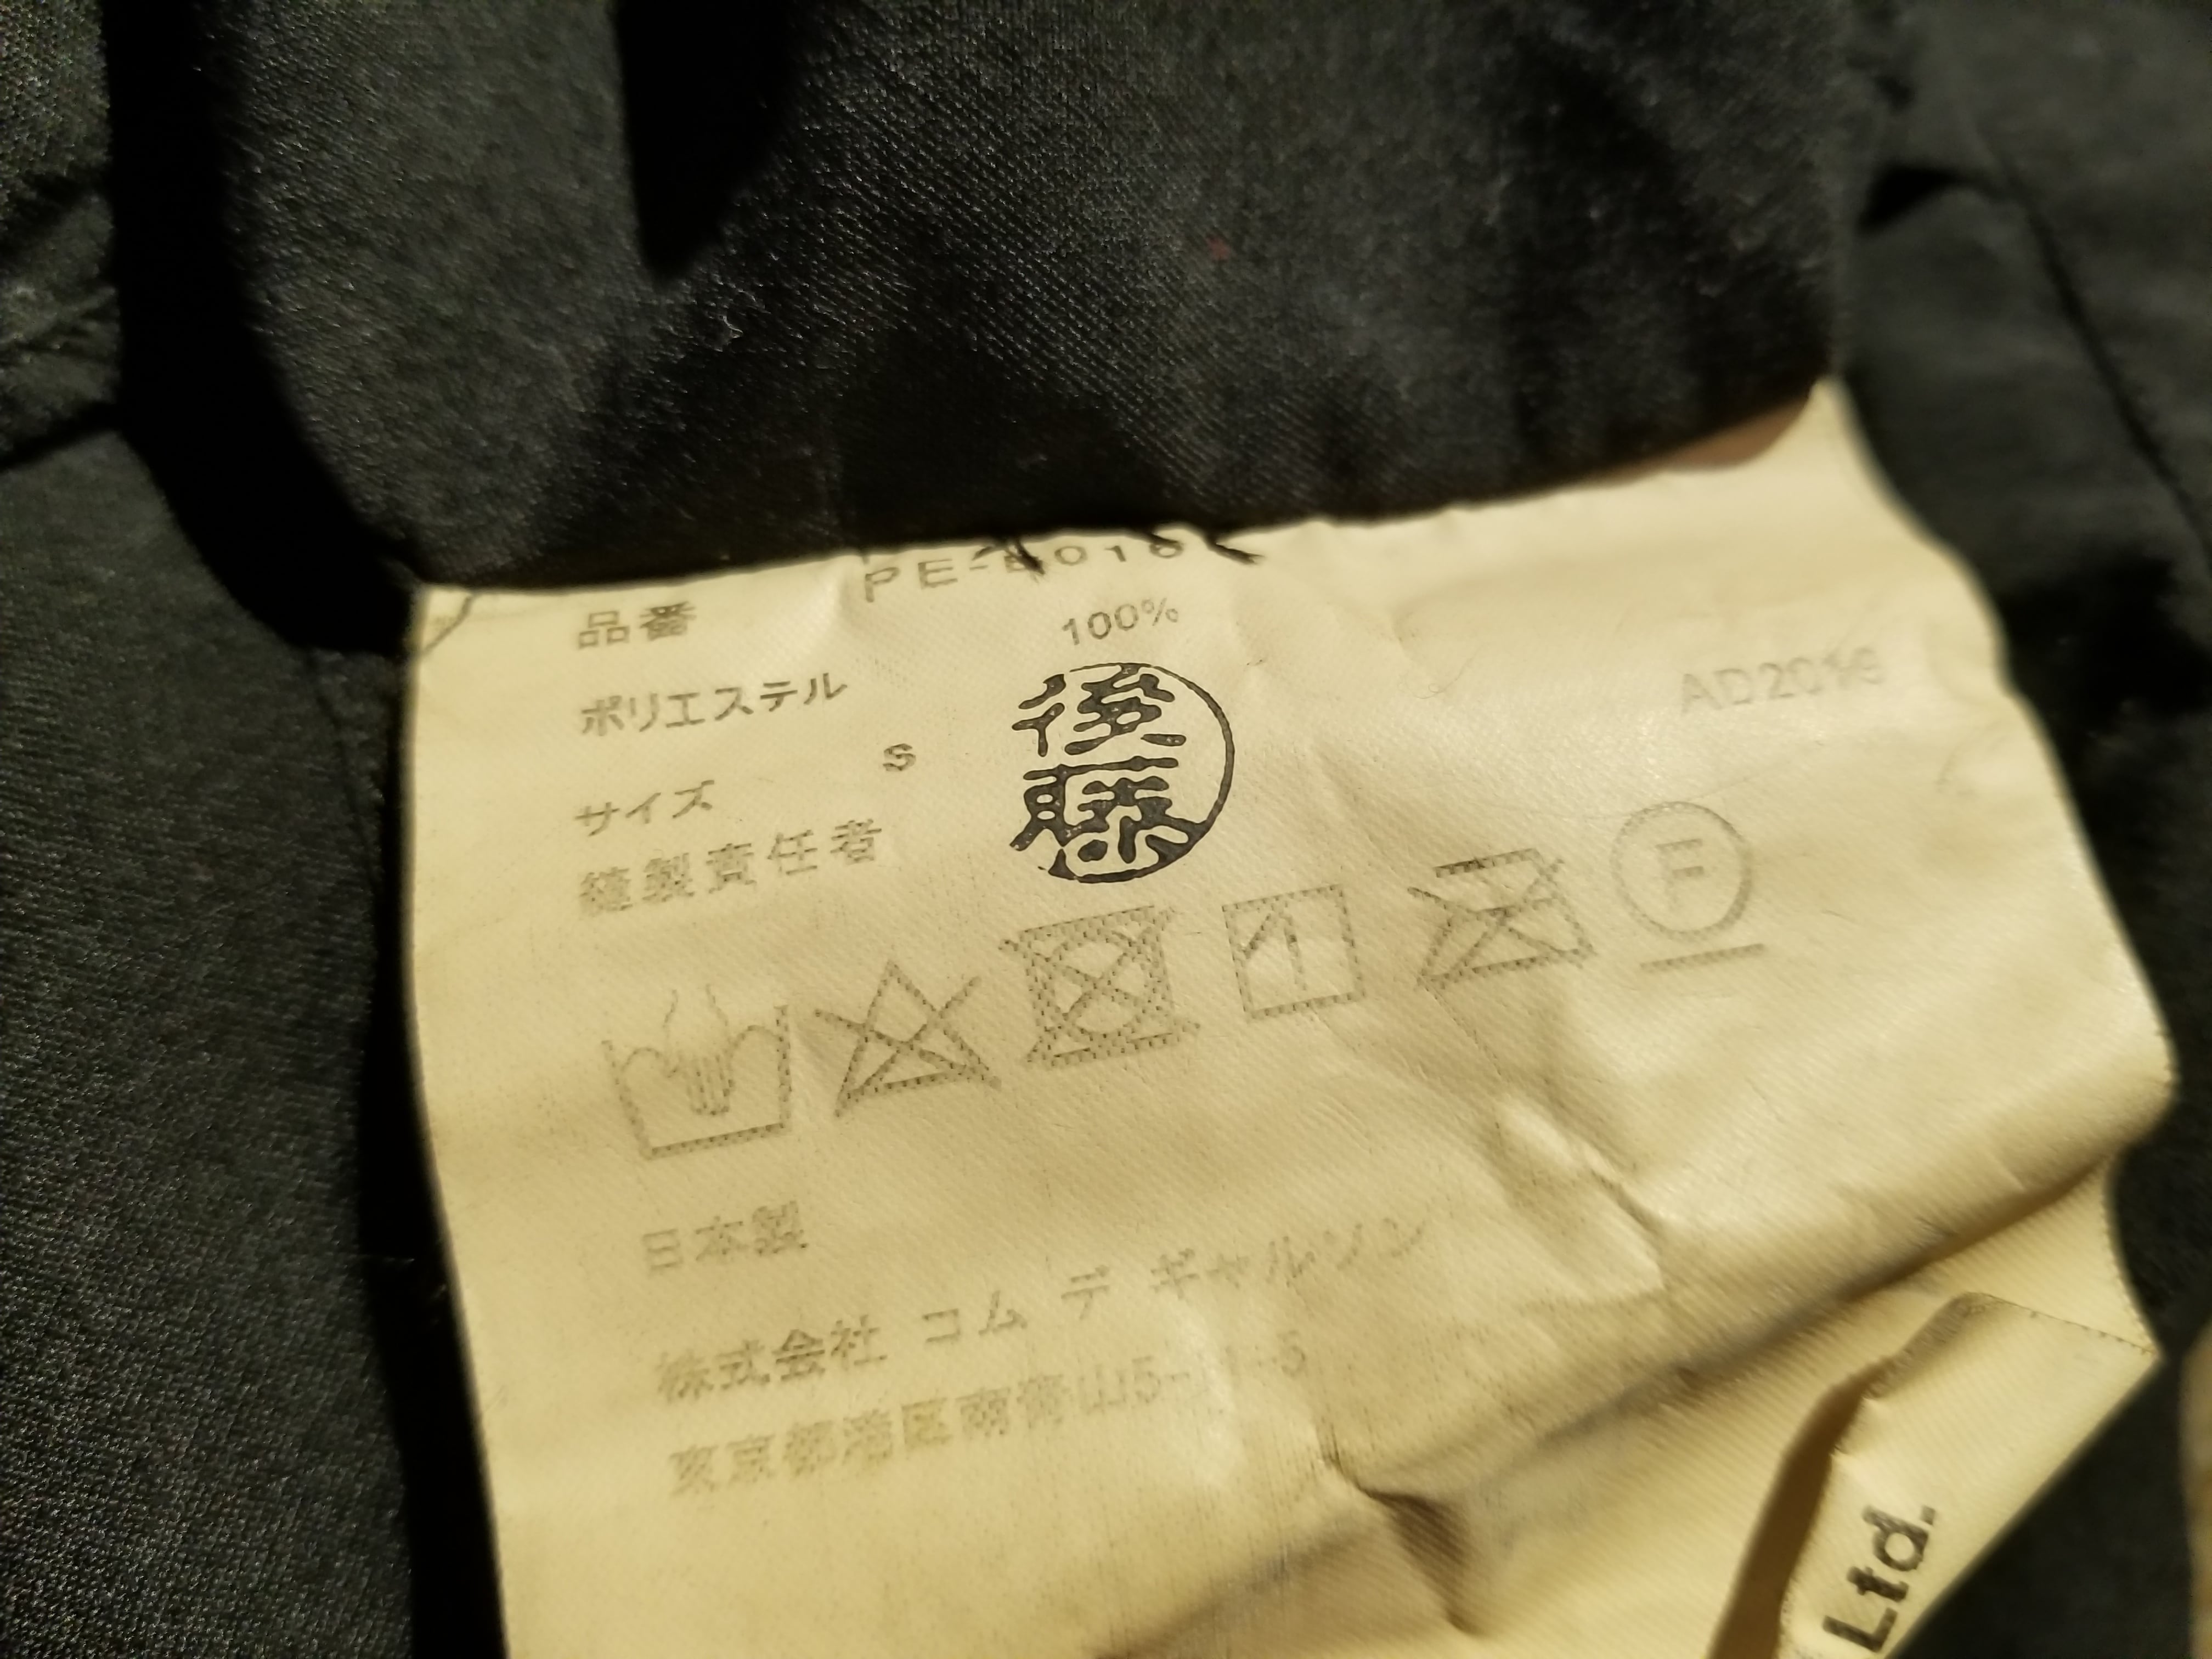 品番
100%
ポリエステル
AD2016
サイズ S
後藤
縫製責任者
F
日本製
株式会社 コム デ ギャルソン
東京都港区南青山5-11-5
Ltd.